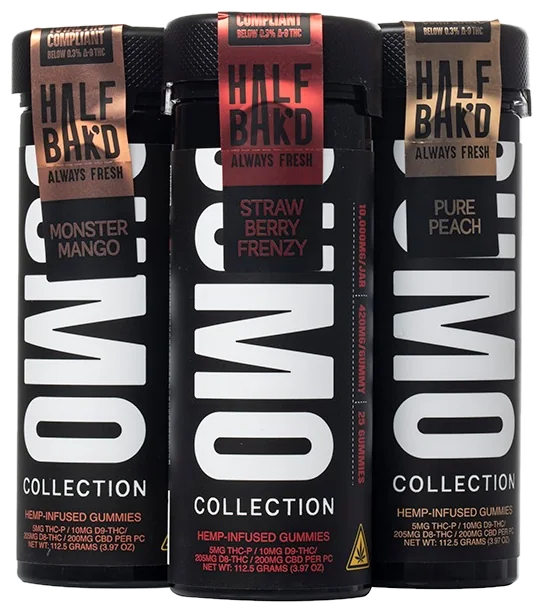 COMPLIANT
BELOW 0.3% Δ-9 THC
HALF
BAK'D
ALWAYS FRESH
MONSTER
MANGO
DÜMO
COLLECTION
HEMP-INFUSED GUMMIES
5MG THC-P / 10MG D9-THC/
205MG D8-THC / 200MG CBD PER PC
NET WT: 112.5 GRAMS (3.97 OZ)
COMPLIANT
BELOW 0.3% Δ-9 THC
HALF
BAK'D
ALWAYS FRESH
STRAW
BERRY
FRENZY
DÜMO
10,000MG/JAR | 420MG/GUMMY | 25 GUMMIES
COLLECTION
HEMP-INFUSED GUMMIES
5MG THC-P / 10MG D9-THC/
205MG D8-THC / 200MG CBD PER PC
NET WT: 112.5 GRAMS (3.97 OZ)
COMPLIANT
BELOW 0.3% Δ-9 THC
HALF
BAK'D
ALWAYS FRESH
PURE
PEACH
DÜMO
COLLECTION
HEMP-INFUSED GUMMIES
5MG THC-P / 10MG D9-THC/
205MG D8-THC / 200MG CBD PER PC
NET WT: 112.5 GRAMS (3.97 OZ)